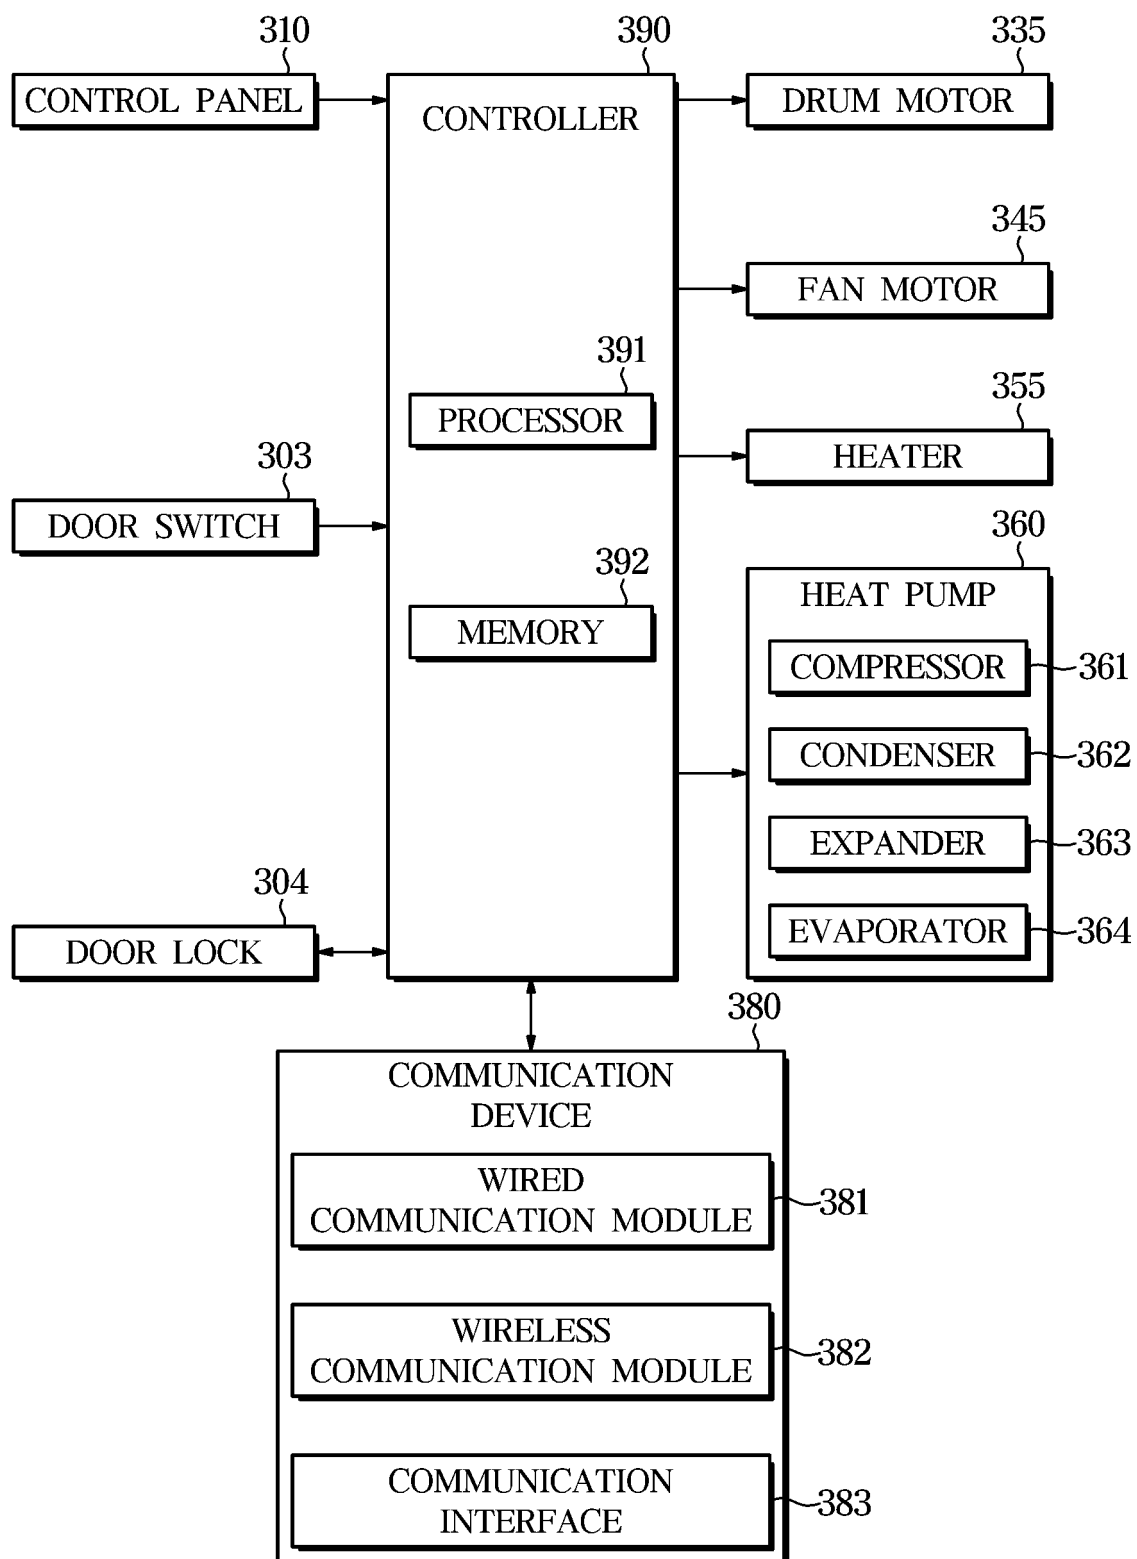 310
390
335
CONTROL PANEL
CONTROLLER
DRUM MOTOR
345
FAN MOTOR
391
PROCESSOR
355
HEATER
303
DOOR SWITCH
392
MEMORY
360
HEAT PUMP
COMPRESSOR
361
CONDENSER
362
EXPANDER
363
304
DOOR LOCK
EVAPORATOR
364
380
COMMUNICATION
DEVICE
WIRED
COMMUNICATION MODULE
381
WIRELESS
COMMUNICATION MODULE
382
COMMUNICATION
INTERFACE
383